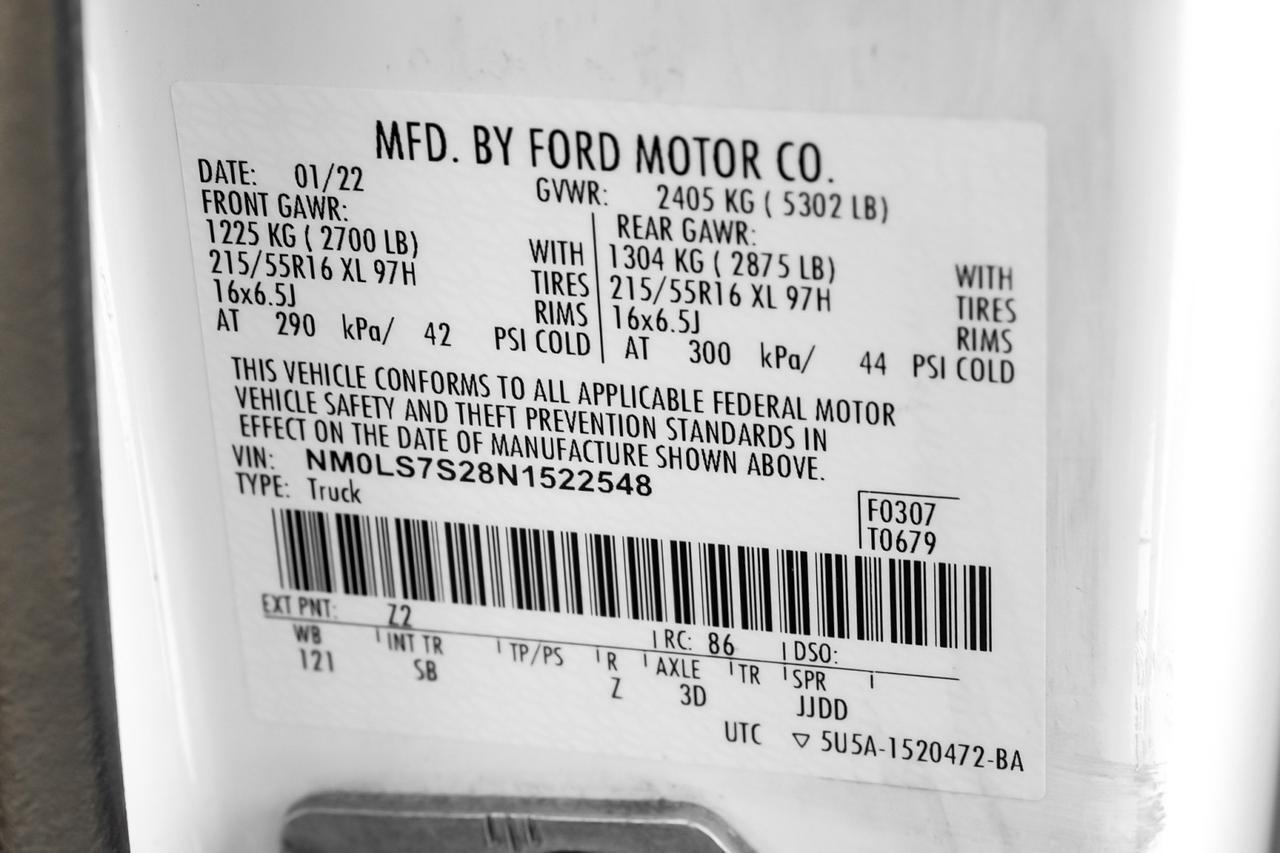 MFD. BY FORD MOTOR CO.
DATE: 01/22 GVWR: 2405 KG ( 5302 LB)
FRONT GAWR: REAR GAWR:
1225 KG ( 2700 LB) WITH 1304 KG ( 2875 LB) WITH
215/55R16 XL 97H TIRES 215/55R16 XL 97H TIRES
16x6.5J RIMS 16x6.5J RIMS
AT 290 kPa/ 42 PSI COLD AT 300 kPa/ 44 PSI COLD
THIS VEHICLE CONFORMS TO ALL APPLICABLE FEDERAL MOTOR
VEHICLE SAFETY AND THEFT PREVENTION STANDARDS IN
EFFECT ON THE DATE OF MANUFACTURE SHOWN ABOVE.
VIN: NM0LS7S28N1522548
TYPE: Truck
F0307
T0679
EXT PNT: Z2 RC: 86 DSO:
WB INT TR TP/PS R AXLE TR SPR
121 SB Z 3D JJDD
UTC ▽ 5U5A-1520472-BA